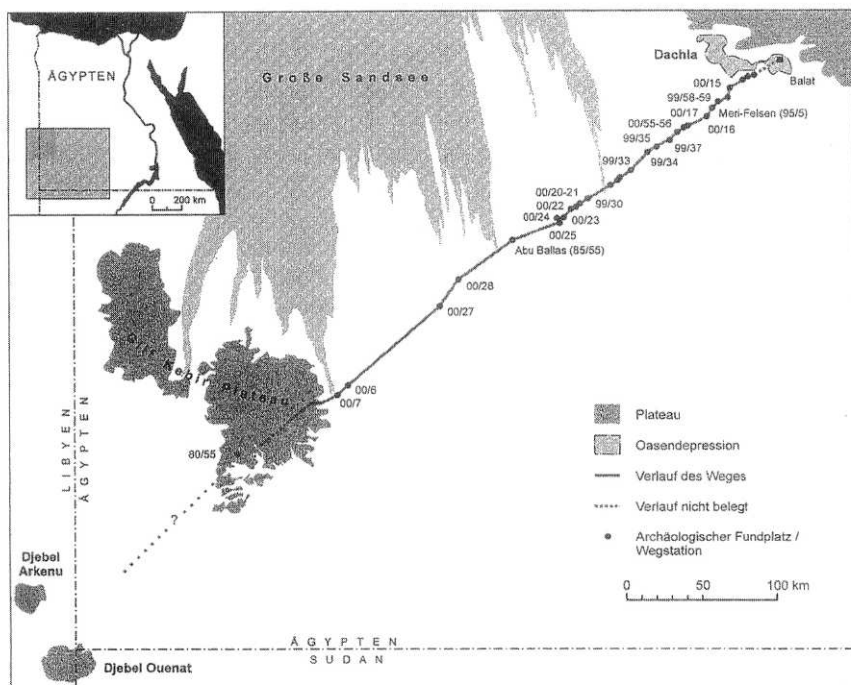 ÄGYPTEN
0 200 km
Große Sandsee
Dachla
Balat
00/15
99/58-59
Meri-Felsen (95/5)
00/17
00/16
00/55-56
99/37
99/35
99/34
99/33
99/30
00/20-21
00/22
00/24
00/23
00/25
Abu Ballas (85/55)
00/28
00/27
Gilf Kebir Plateau
00/6
00/7
80/55
?
LIBYEN
ÄGYPTEN
Djebel
Arkenu
Djebel Ouenat
ÄGYPTEN
SUDAN
Plateau
Oasendepression
Verlauf des Weges
Verlauf nicht belegt
Archäologischer Fundplatz /
Wegstation
0 50 100 km